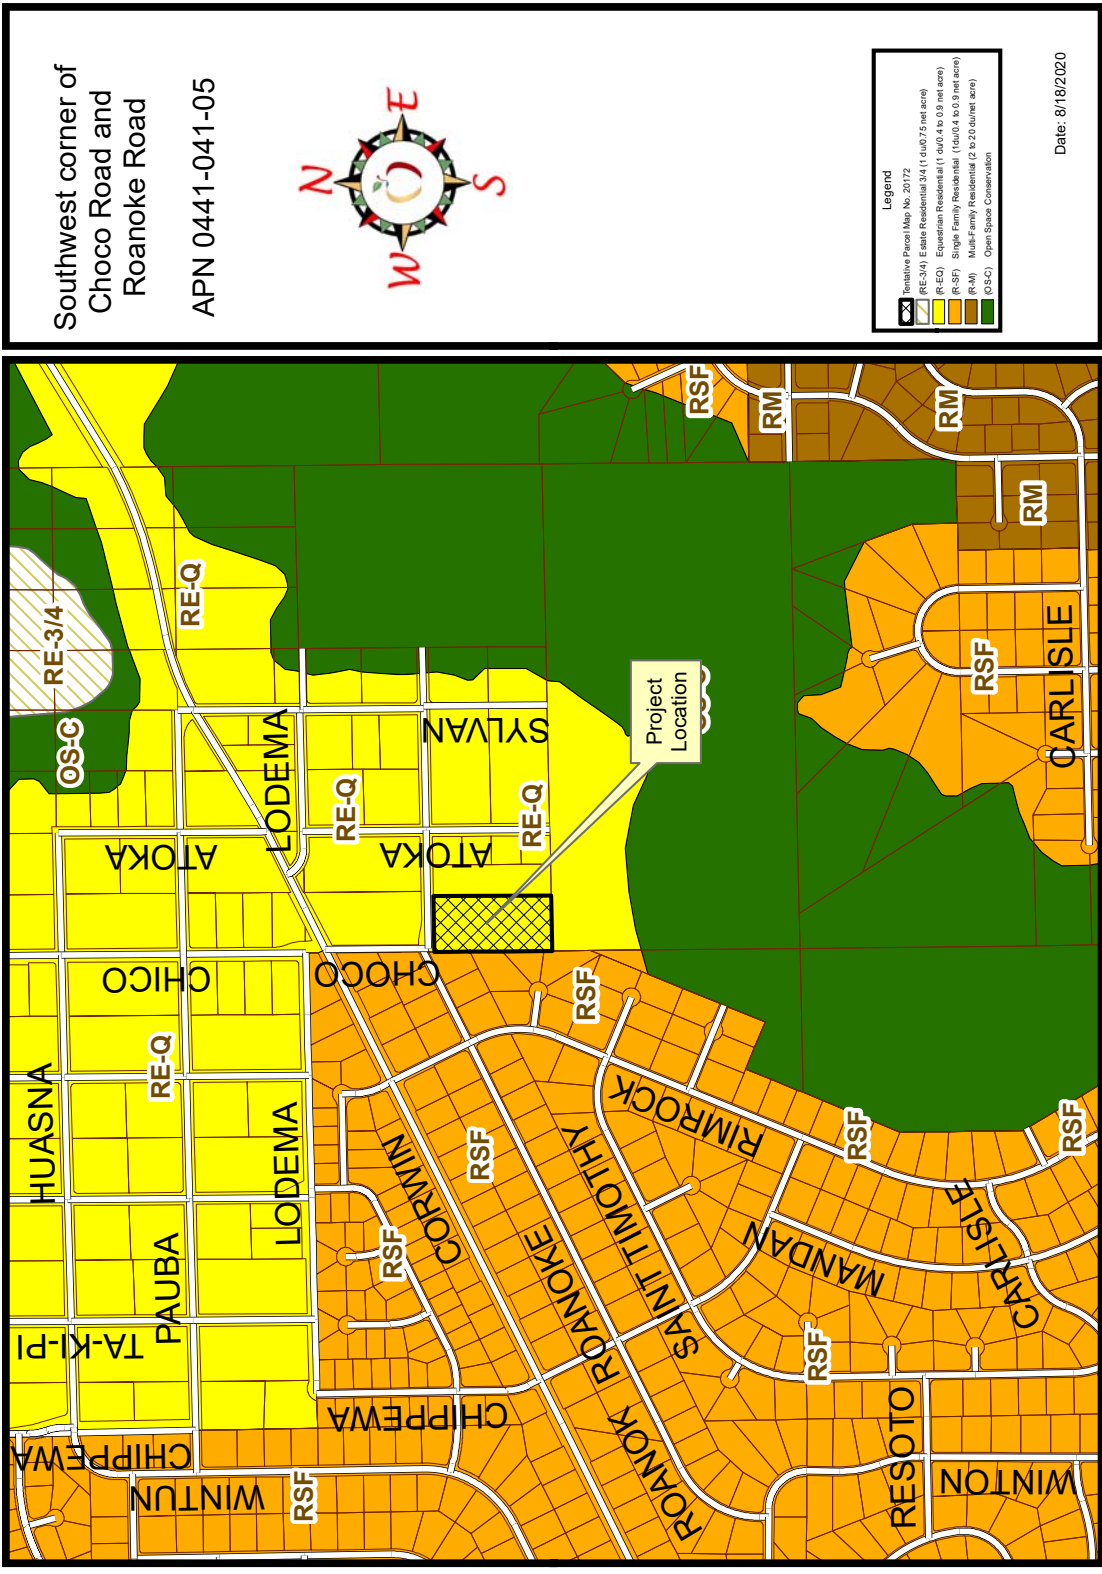 Southwest corner of
Choco Road and
Roanoke Road
APN 0441-041-05
N
E
S
W
Legend
Tentative Parcel Map No. 20172
(RE-3/4) Estate Residential 3/4 (1 du/0.75 net acre)
(R-EQ) Equestrian Residential (1 du/0.4 to 0.9 net acre)
(R-SF) Single Family Residential (1du/0.4 to 0.9 net acre)
(R-M) Multi-Family Residential (2 to 20 du/net acre)
(OS-C) Open Space Conservation
Date: 8/18/2020
RE-3/4
OS-C
RE-Q
RSF
RM
RM
RM
HUASNA
ATOKA
LODEMA
RE-Q
ATOKA
SYLVAN
RE-Q
Project
Location
RSF
CARLISLE
CHICO
CHOCO
RE-Q
RSF
PAUBA
LODEMA
TA-KI-PI
CORWIN
RSF
RSF
ROANOKE
SAINT TIMOTHY
RIMROCK
MANDAN
RSF
RSF
CARLISLE
CHIPPEWA
CHIPPEWA
WINTUN
RSF
ROANOK
RSF
RESOTO
WINTON